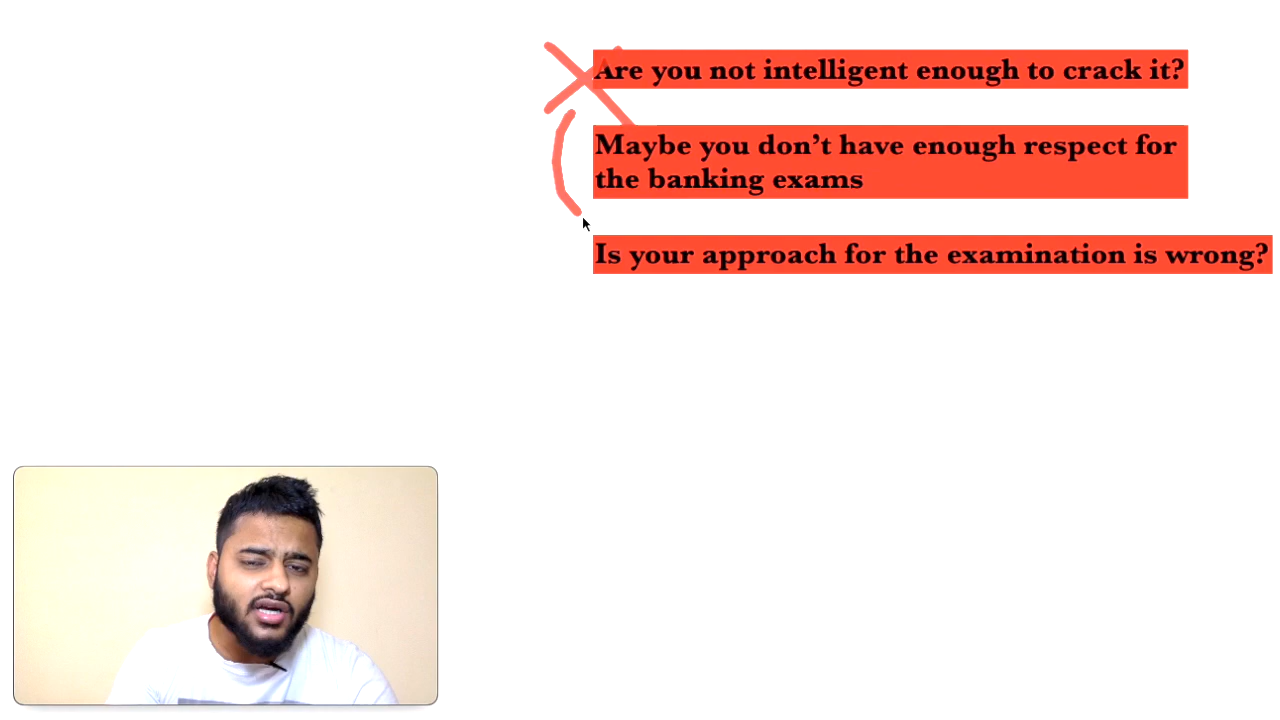 Are you not intelligent enough to crack it?
Maybe you don’t have enough respect for
the banking exams
Is your approach for the examination is wrong?